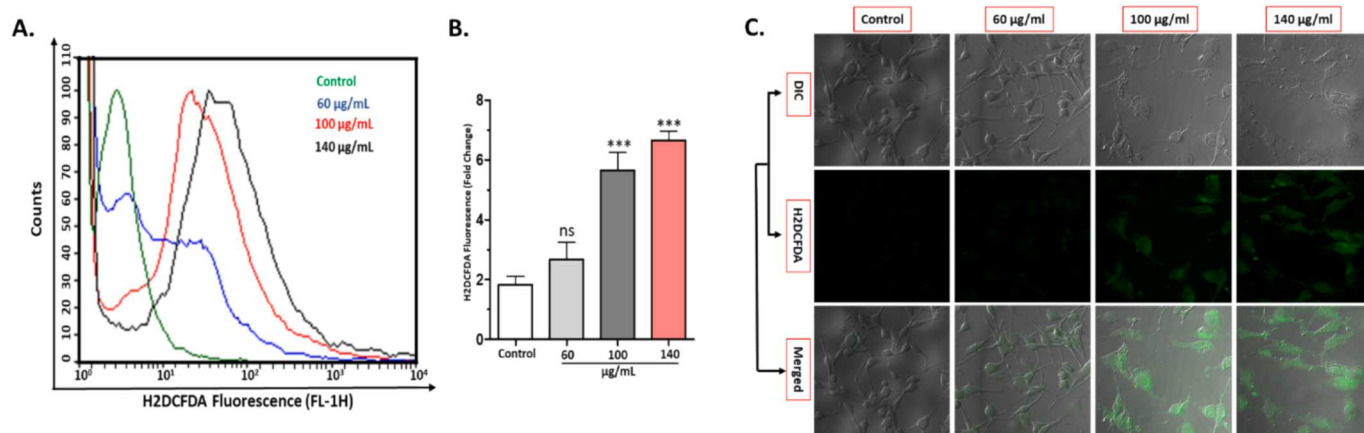 A.
110
100
90
80
70
60
50
40
30
20
10
0
Counts
Control
60 µg/mL
100 µg/mL
140 µg/mL
10⁰
10¹
10²
10³
10⁴
H2DCFDA Fluorescence (FL-1H)
B.
H2DCFDA Fluorescence (Fold Change)
8
6
4
2
0
ns
***
***
Control
60
100
140
µg/mL
C.
Control
60 µg/ml
100 µg/ml
140 µg/ml
DIC
H2DCFDA
Merged